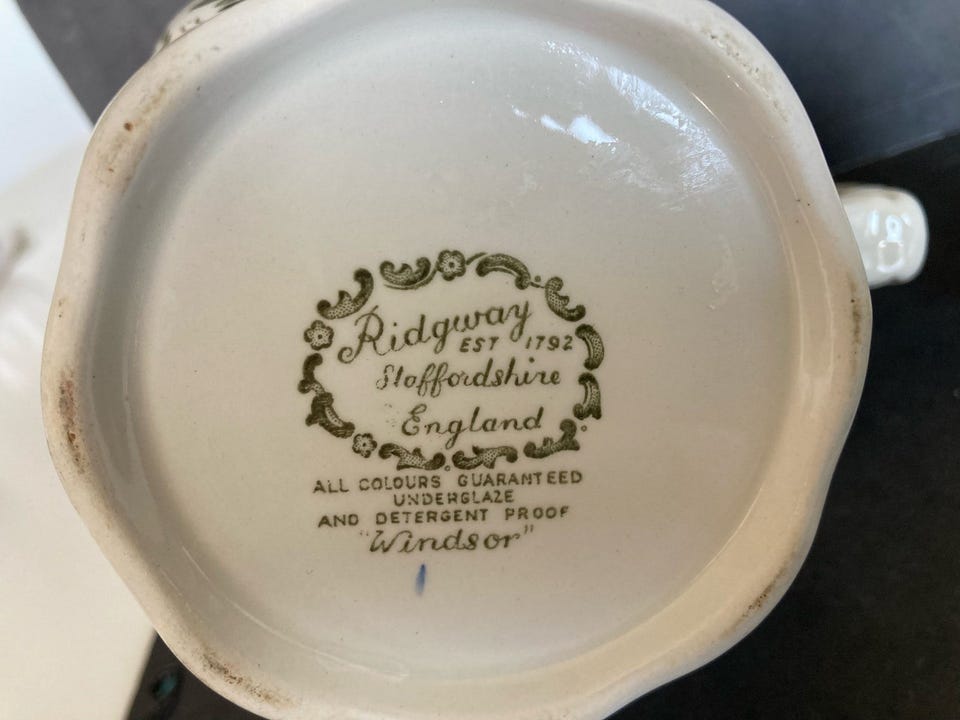 Ridgway
EST 1792
Staffordshire
England
ALL COLOURS GUARANTEED
UNDERGLAZE
AND DETERGENT PROOF
"Windsor"